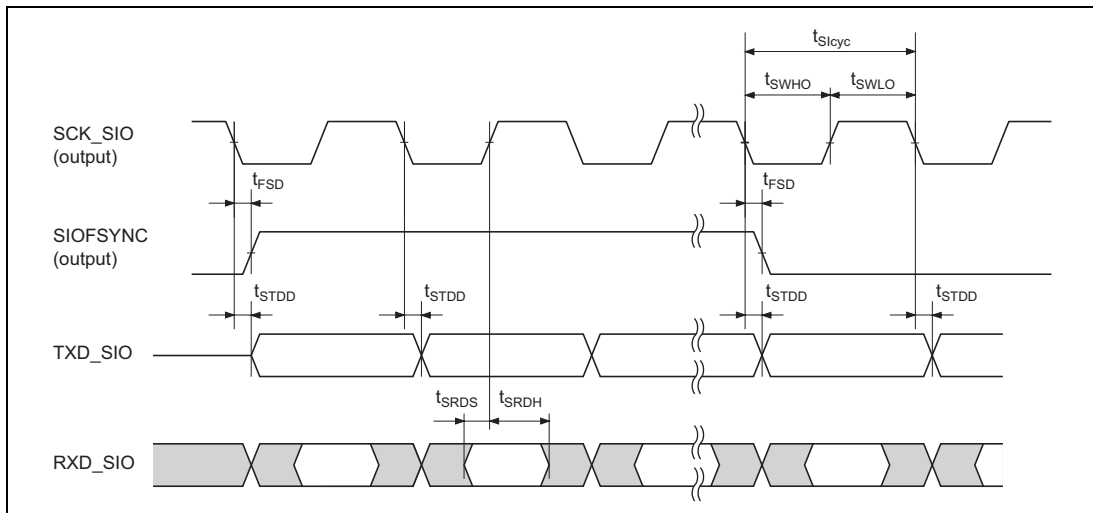 tSIcyc
tSWHO tSWLO
SCK_SIO
(output)
tFSD tFSD
SIOFSYNC
(output)
tSTDD tSTDD tSTDD tSTDD
TXD_SIO
tSRDS tSRDH
RXD_SIO